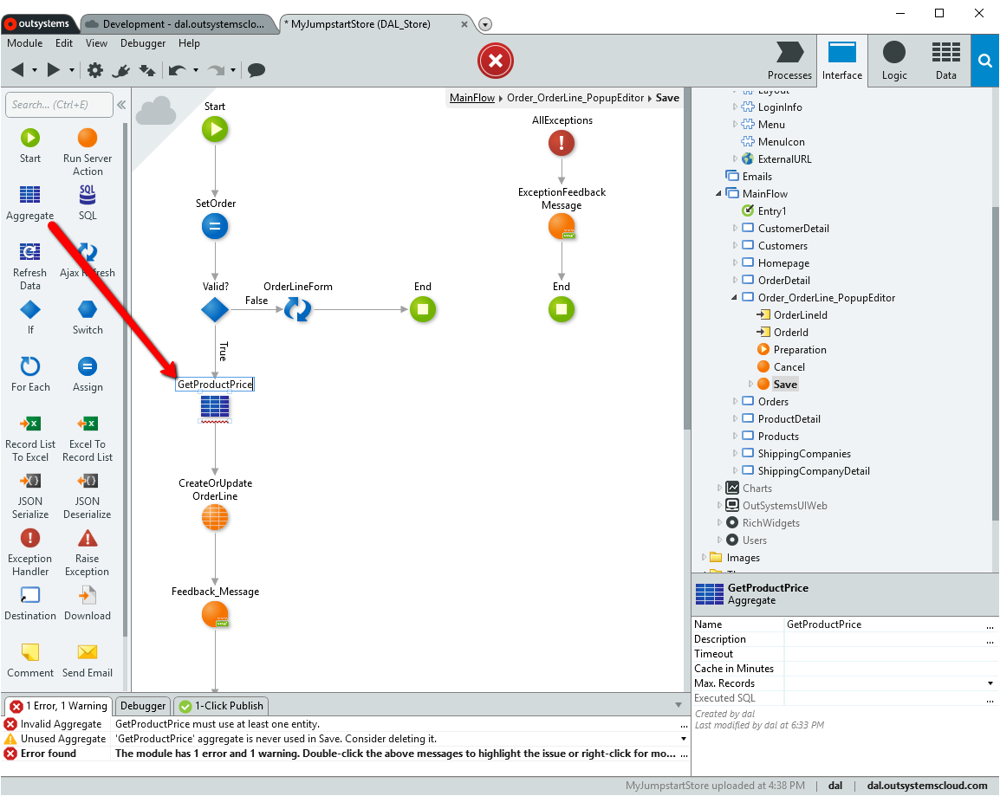 outsystems
Development - dal.outsystemsclo...
* MyJumpstartStore (DAL_Store)
Module Edit View Debugger Help
Processes
Interface
Logic
Data
Search... (Ctrl+E)
Start
Run Server
Action
Aggregate
SQL
Refresh
Data
Ajax Refresh
If
Switch
For Each
Assign
Record List
To Excel
Excel To
Record List
JSON
Serialize
JSON
Deserialize
Exception
Handler
Raise
Exception
Destination
Download
Comment
Send Email
MainFlow Order_OrderLine_PopupEditor Save
Start
SetOrder
Valid?
False
OrderLineForm
End
True
GetProductPrice
CreateOrUpdate
OrderLine
Feedback_Message
AllExceptions
ExceptionFeedback
Message
End
Layout
LoginInfo
Menu
MenuIcon
ExternalURL
Emails
MainFlow
Entry1
CustomerDetail
Customers
Homepage
OrderDetail
Order_OrderLine_PopupEditor
OrderLineId
OrderId
Preparation
Cancel
Save
Orders
ProductDetail
Products
ShippingCompanies
ShippingCompanyDetail
Charts
OutSystemsUIWeb
RichWidgets
Users
Images
GetProductPrice
Aggregate
Name GetProductPrice ...
Description ...
Timeout
Cache in Minutes
Max. Records
Executed SQL ...
Created by dal
Last modified by dal at 6:33 PM
1 Error, 1 Warning
Debugger
1-Click Publish
Invalid Aggregate GetProductPrice must use at least one entity. ...
Unused Aggregate 'GetProductPrice' aggregate is never used in Save. Consider deleting it.
Error found The module has 1 error and 1 warning. Double-click the above messages to highlight the issue or right-click for mo... ...
MyJumpstartStore uploaded at 4:38 PM | dal | dal.outsystemscloud.com